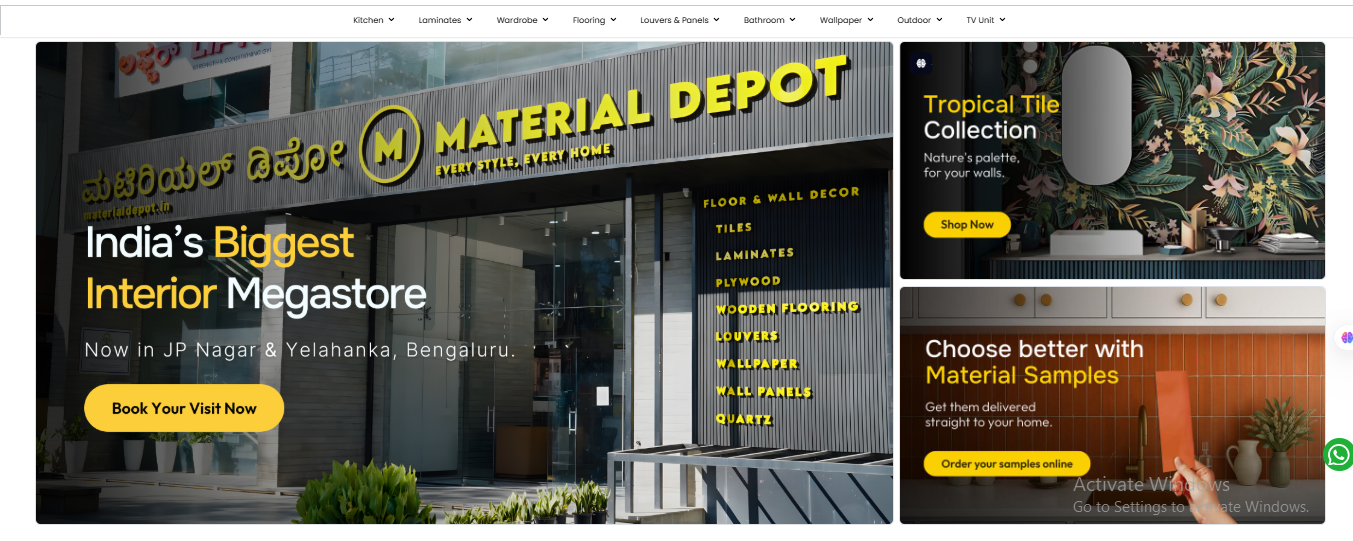 Kitchen
Laminates
Wardrobe
Flooring
Louvers & Panels
Bathroom
Wallpaper
Outdoor
TV Unit
ಮಟೆರಿಯಲ್ ಡಿಪೋ
M
MATERIAL DEPOT
EVERY STYLE, EVERY HOME
materialdepot.in
FLOOR & WALL DECOR
TILES
LAMINATES
PLYWOOD
WOODEN FLOORING
LOUVERS
WALLPAPER
WALL PANELS
QUARTZ
India's Biggest
Interior Megastore
Now in JP Nagar & Yelahanka, Bengaluru.
Book Your Visit Now
Tropical Tile
Collection
Nature's palette,
for your walls.
Shop Now
Choose better with
Material Samples
Get them delivered
straight to your home.
Order your samples online
Activate Windows
Go to Settings to activate Windows.